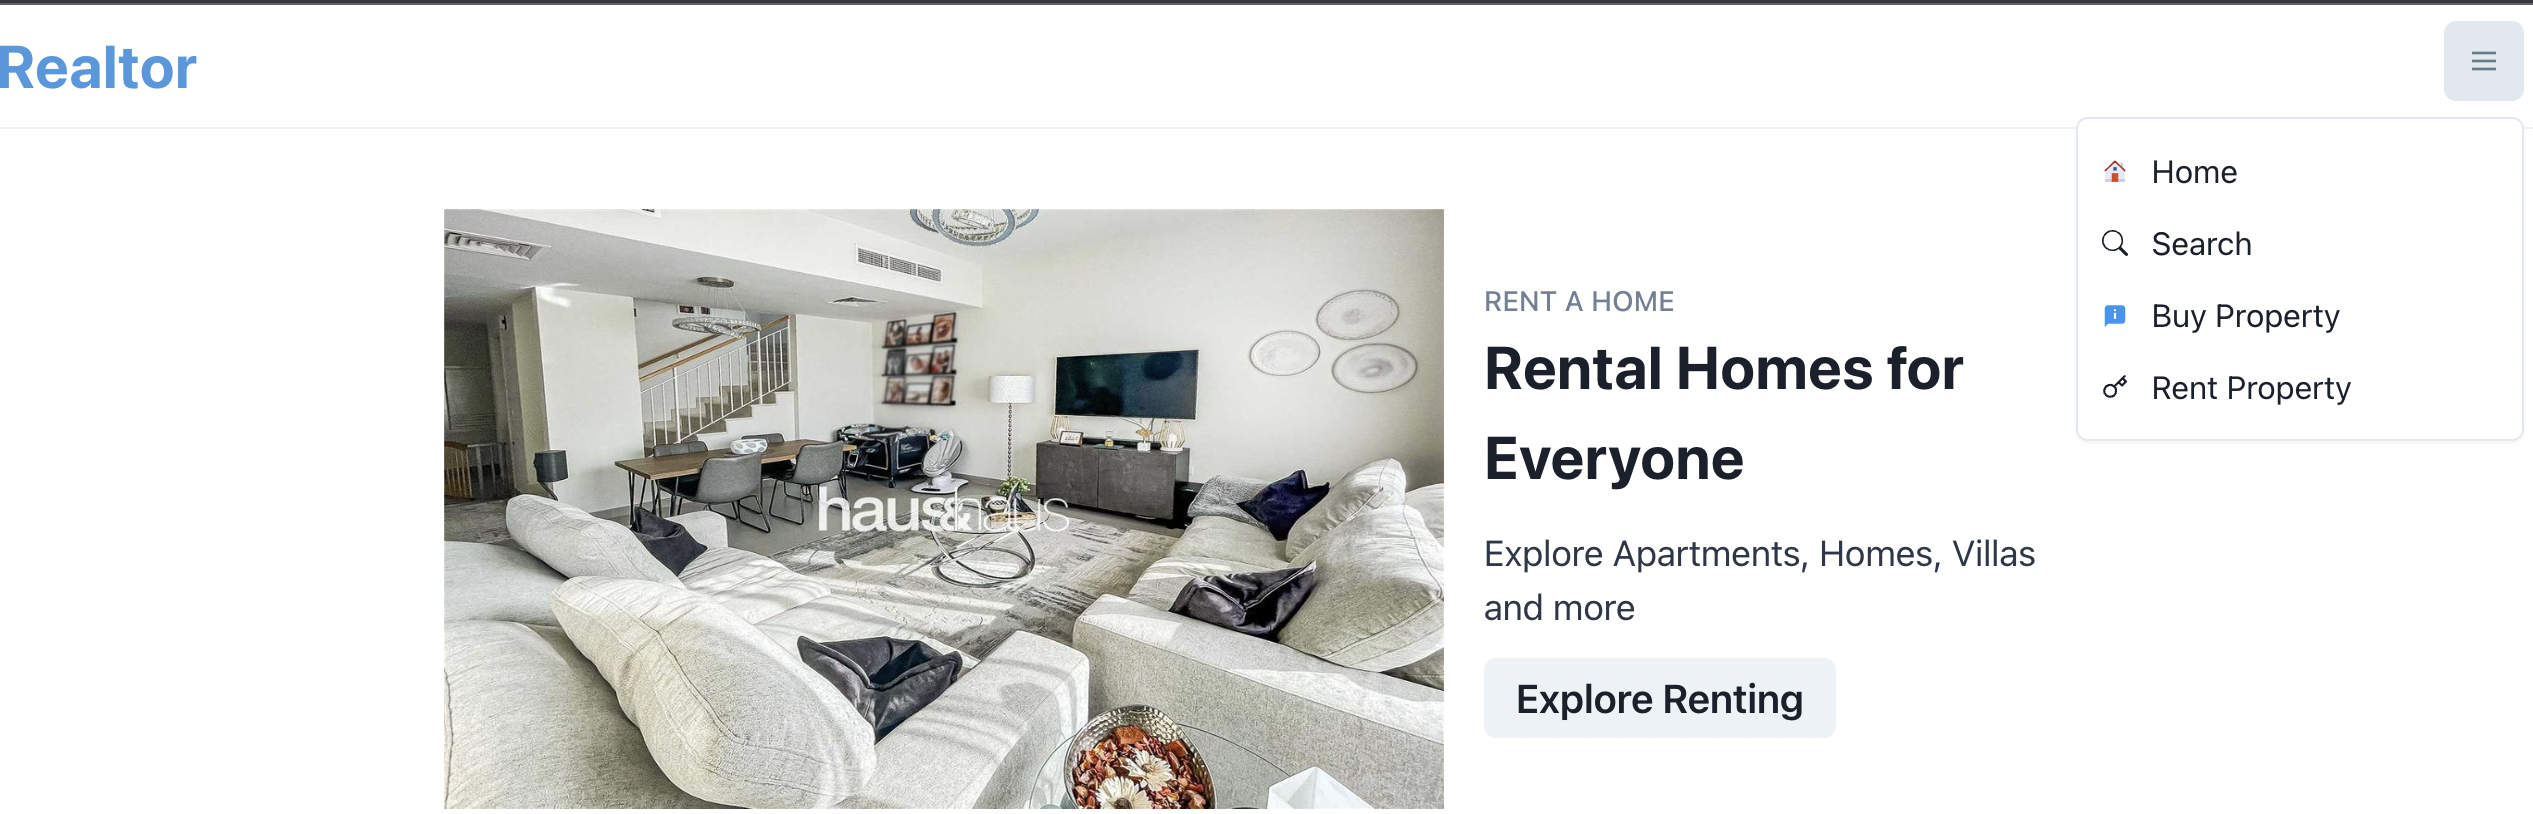 Realtor
Home
Search
Buy Property
Rent Property
RENT A HOME
Rental Homes for
Everyone
Explore Apartments, Homes, Villas
and more
Explore Renting
haus&haus